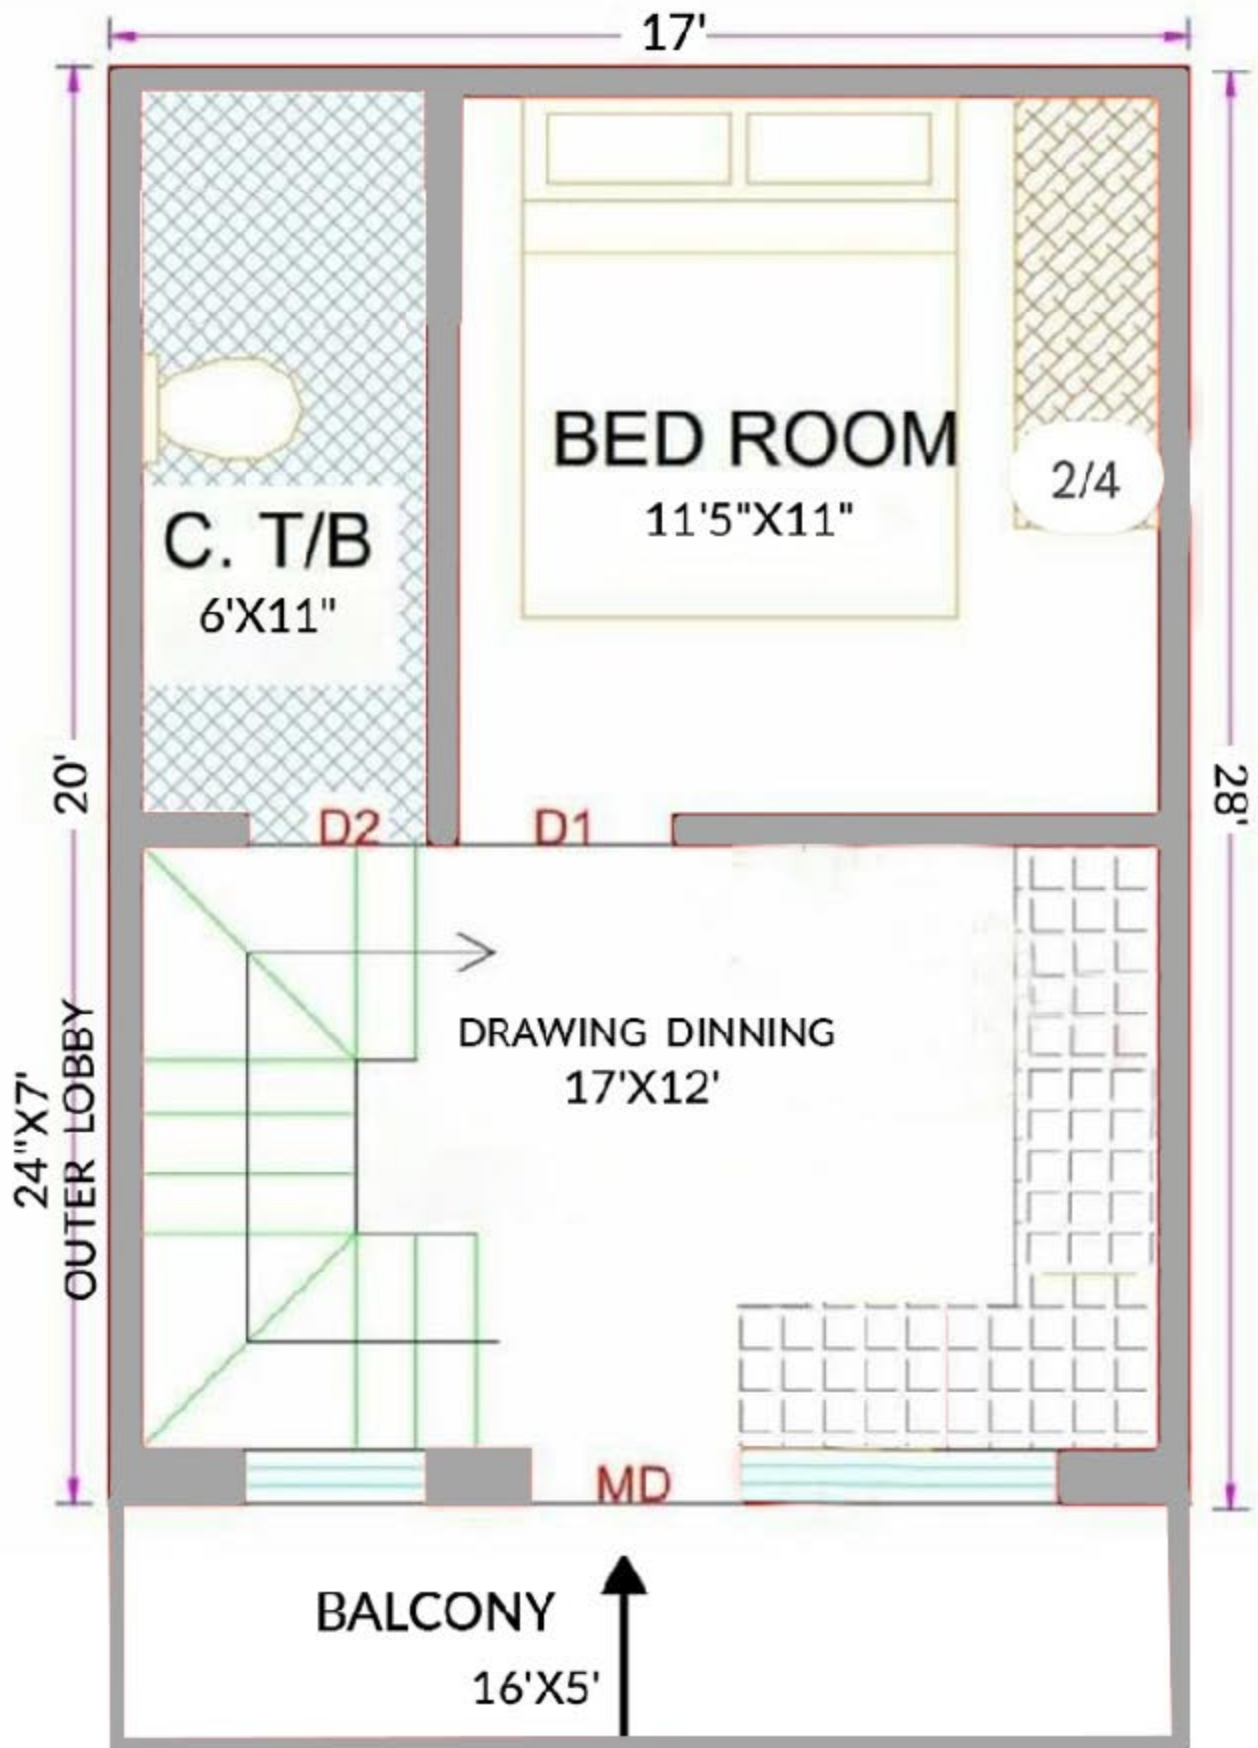 17'
BED ROOM
11'5"X11"
2/4
C. T/B
6'X11"
20'
28'
D2
D1
DRAWING DINNING
17'X12'
24"X7'
OUTER LOBBY
MD
BALCONY
16'X5'